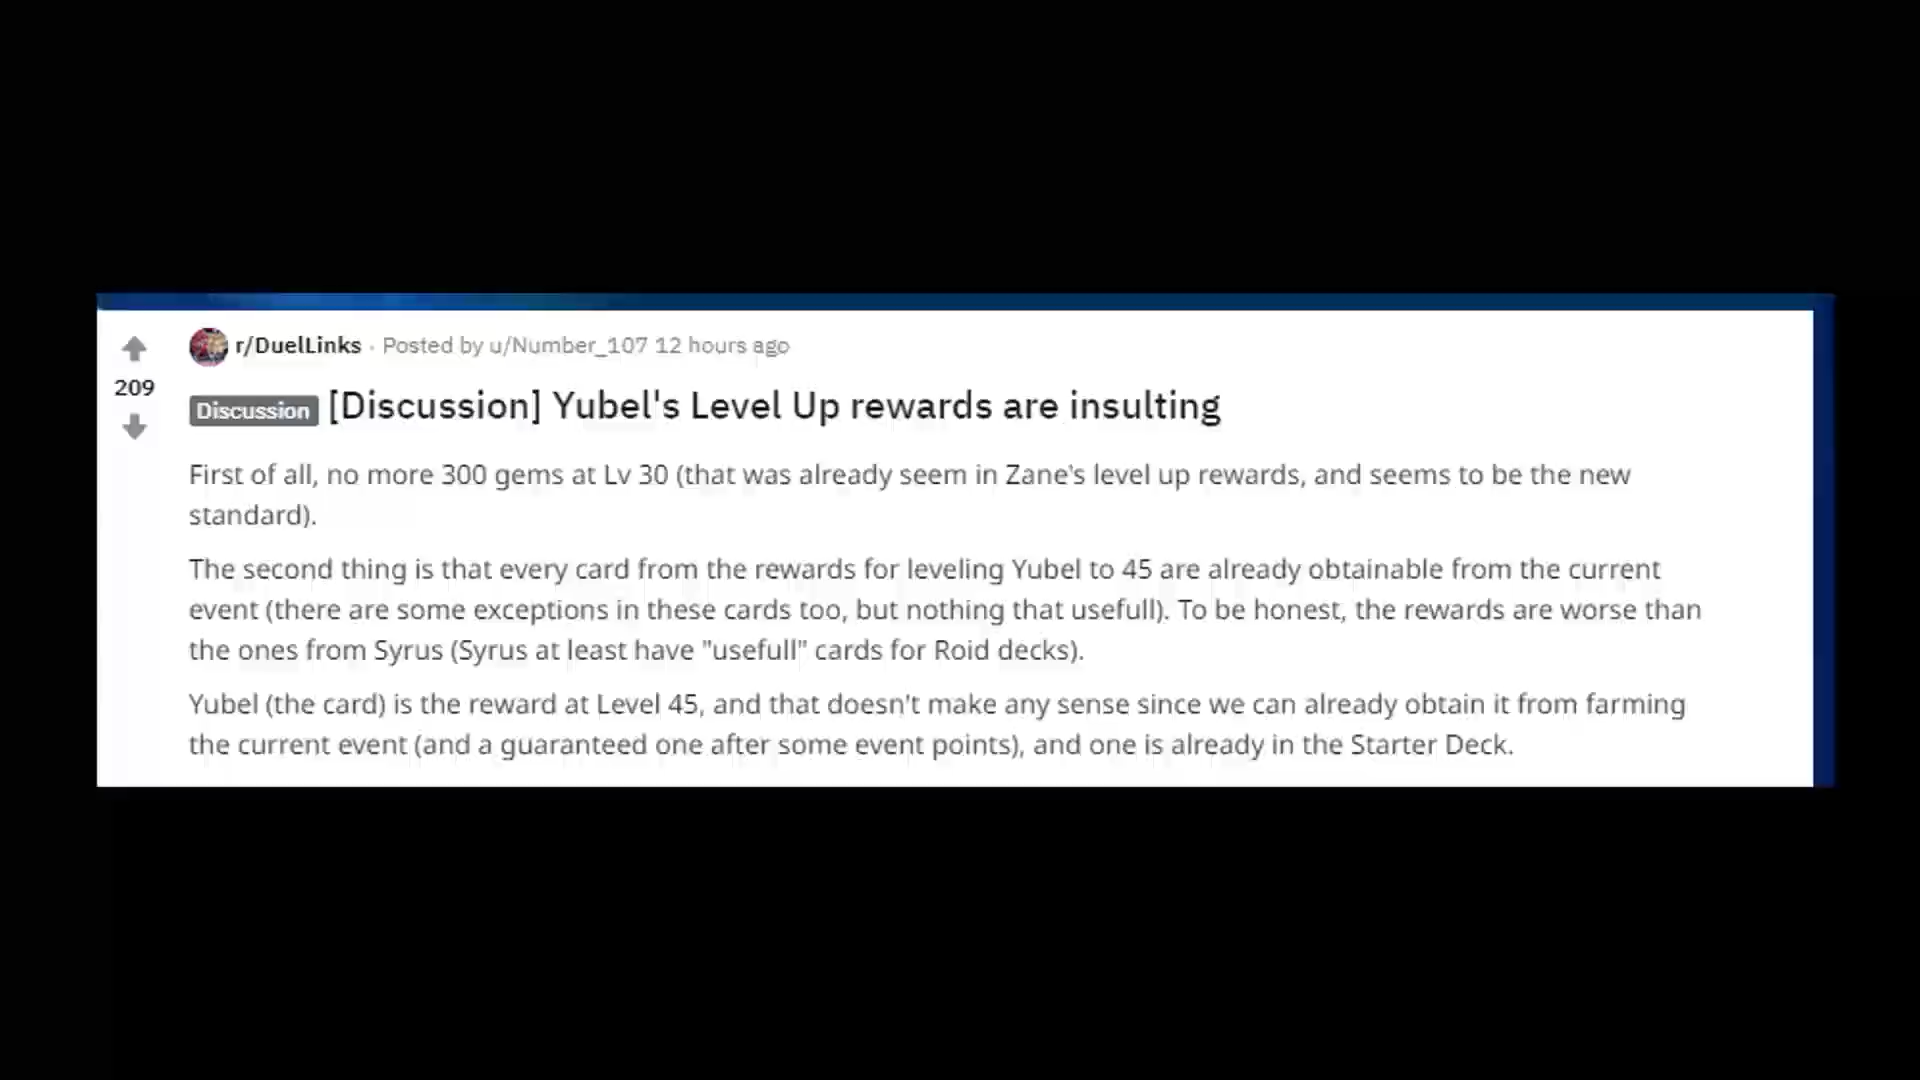 r/DuelLinks · Posted by u/Number_107 12 hours ago
209
Discussion [Discussion] Yubel's Level Up rewards are insulting
First of all, no more 300 gems at Lv 30 (that was already seem in Zane's level up rewards, and seems to be the new
standard).
The second thing is that every card from the rewards for leveling Yubel to 45 are already obtainable from the current
event (there are some exceptions in these cards too, but nothing that usefull). To be honest, the rewards are worse than
the ones from Syrus (Syrus at least have "usefull" cards for Roid decks).
Yubel (the card) is the reward at Level 45, and that doesn't make any sense since we can already obtain it from farming
the current event (and a guaranteed one after some event points), and one is already in the Starter Deck.